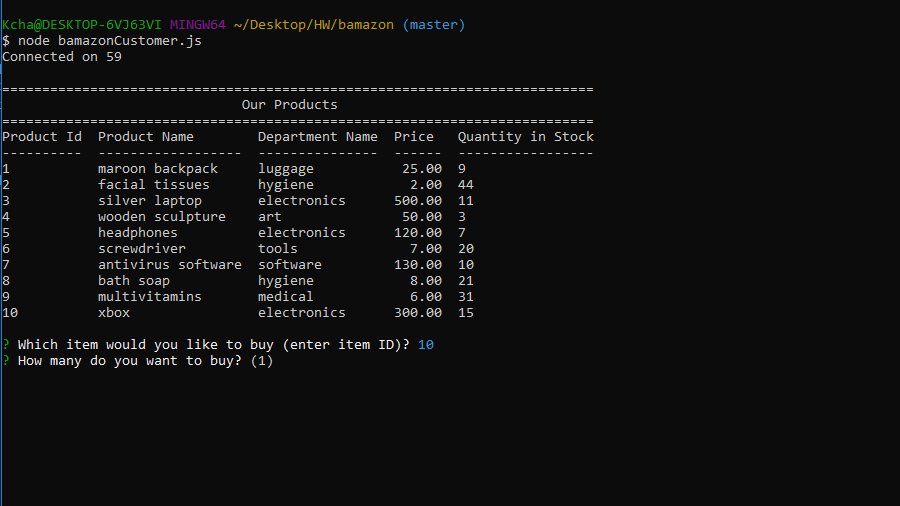 Kcha@DESKTOP-6VJ63VI MINGW64 ~/Desktop/HW/bamazon (master)
$ node bamazonCustomer.js
Connected on 59
==========================================================================
Our Products
==========================================================================
Product Id  Product Name        Department Name  Price   Quantity in Stock
----------  ------------------  ---------------  ------  -----------------
1           maroon backpack     luggage           25.00  9
2           facial tissues      hygiene            2.00  44
3           silver laptop       electronics      500.00  11
4           wooden sculpture    art               50.00  3
5           headphones          electronics      120.00  7
6           screwdriver         tools              7.00  20
7           antivirus software  software         130.00  10
8           bath soap           hygiene            8.00  21
9           multivitamins       medical            6.00  31
10          xbox                electronics      300.00  15
? Which item would you like to buy (enter item ID)? 10
? How many do you want to buy? (1)